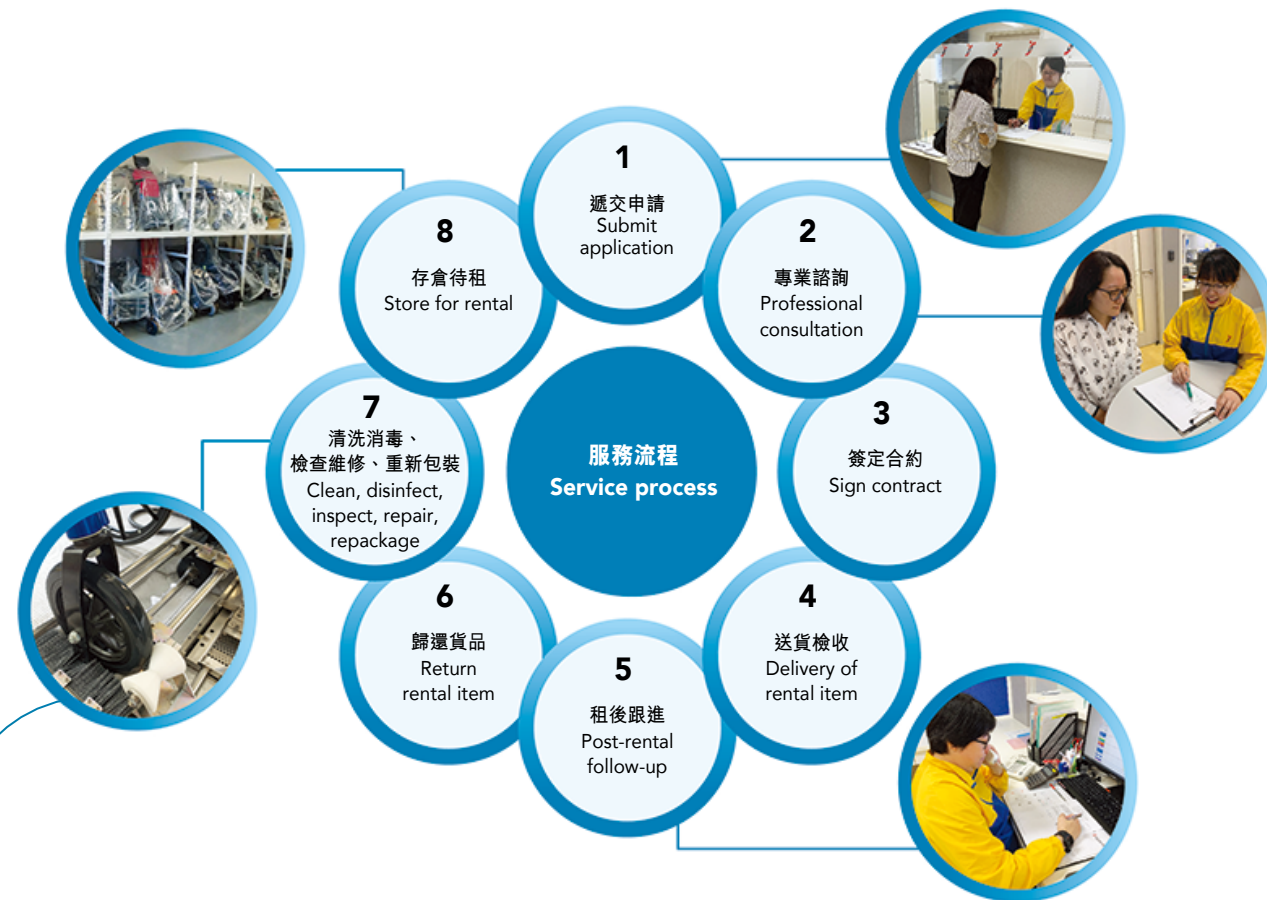 服務流程
Service process
1
遞交申請
Submit
application
2
專業諮詢
Professional
consultation
3
簽定合約
Sign contract
4
送貨檢收
Delivery of
rental item
5
租後跟進
Post-rental
follow-up
6
歸還貨品
Return
rental item
7
清洗消毒、
檢查維修、重新包裝
Clean, disinfect,
inspect, repair,
repackage
8
存倉待租
Store for rental